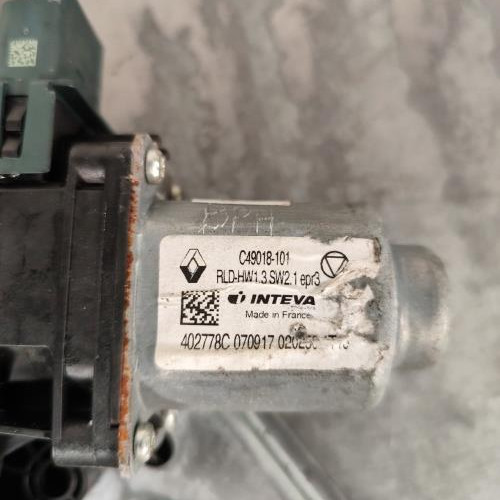 C49018-101
RLD-HW1.3 SW2.1 epr3
INTEVA
Made in France
402778C 070917